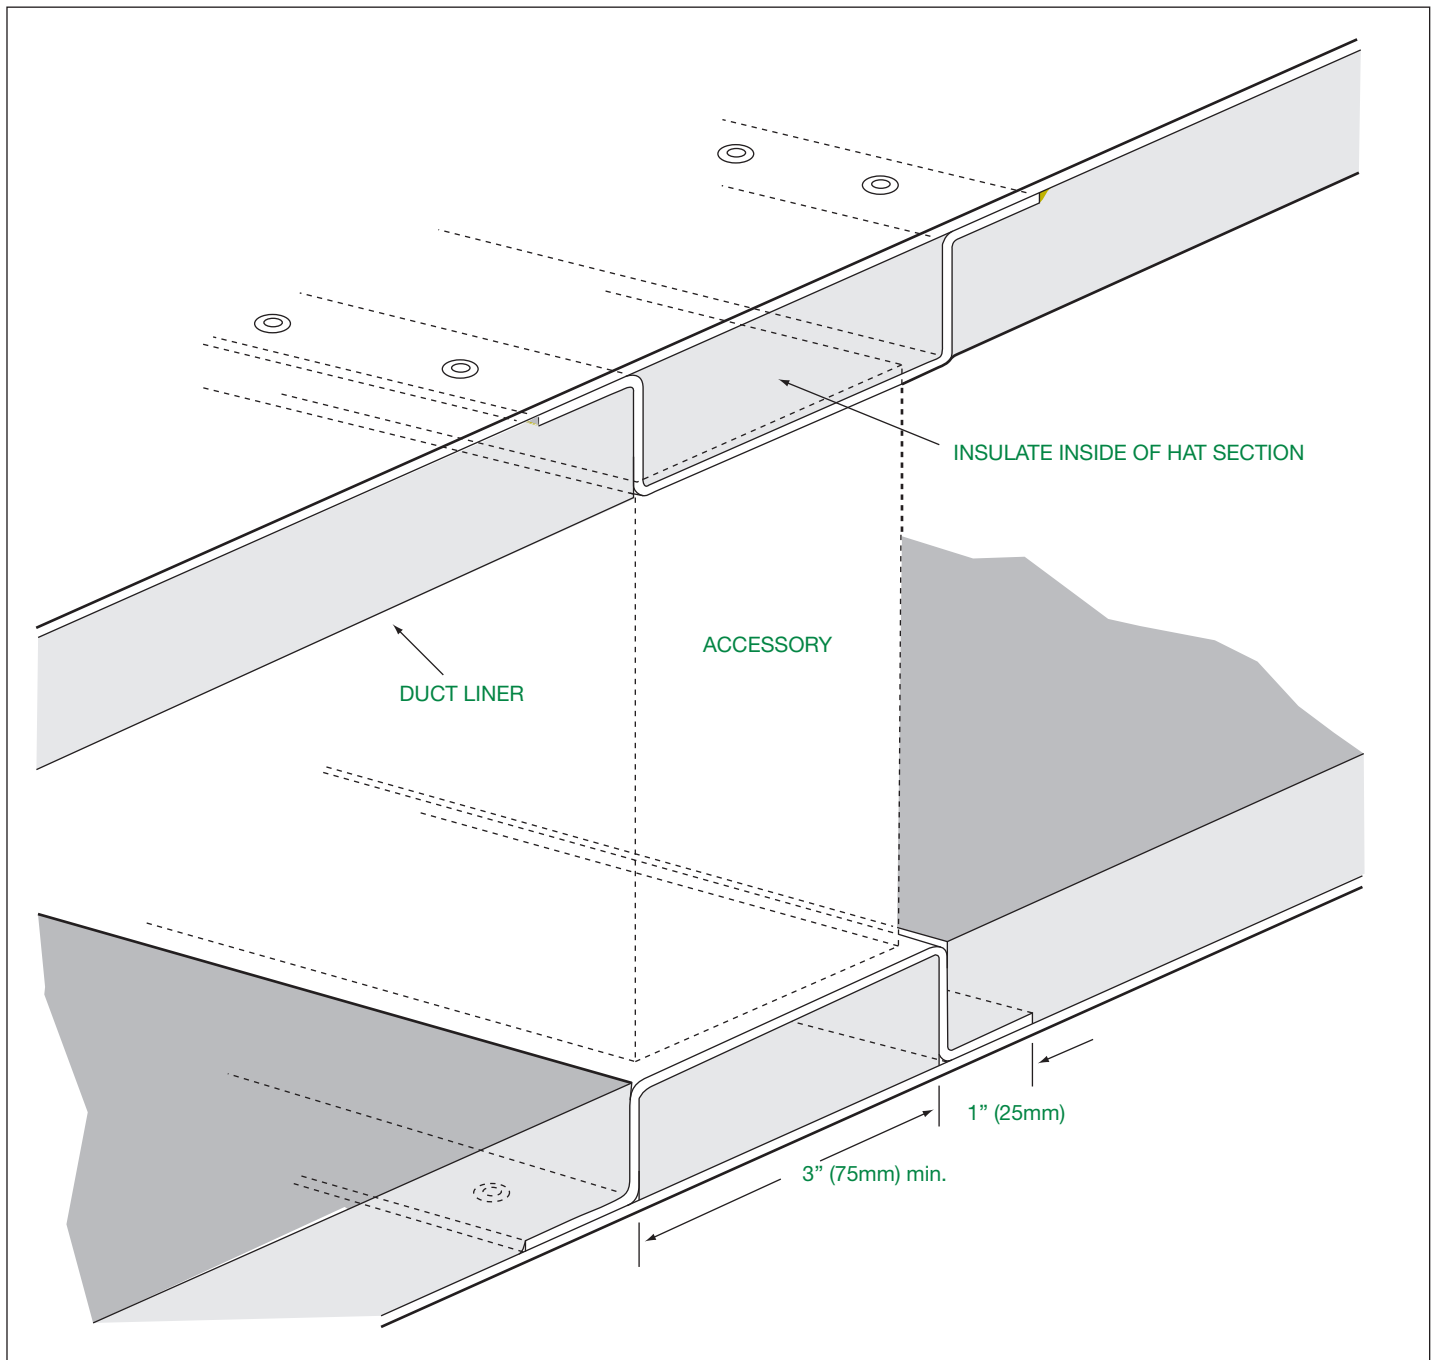 INSULATE INSIDE OF HAT SECTION
ACCESSORY
DUCT LINER
1” (25mm)
3” (75mm) min.